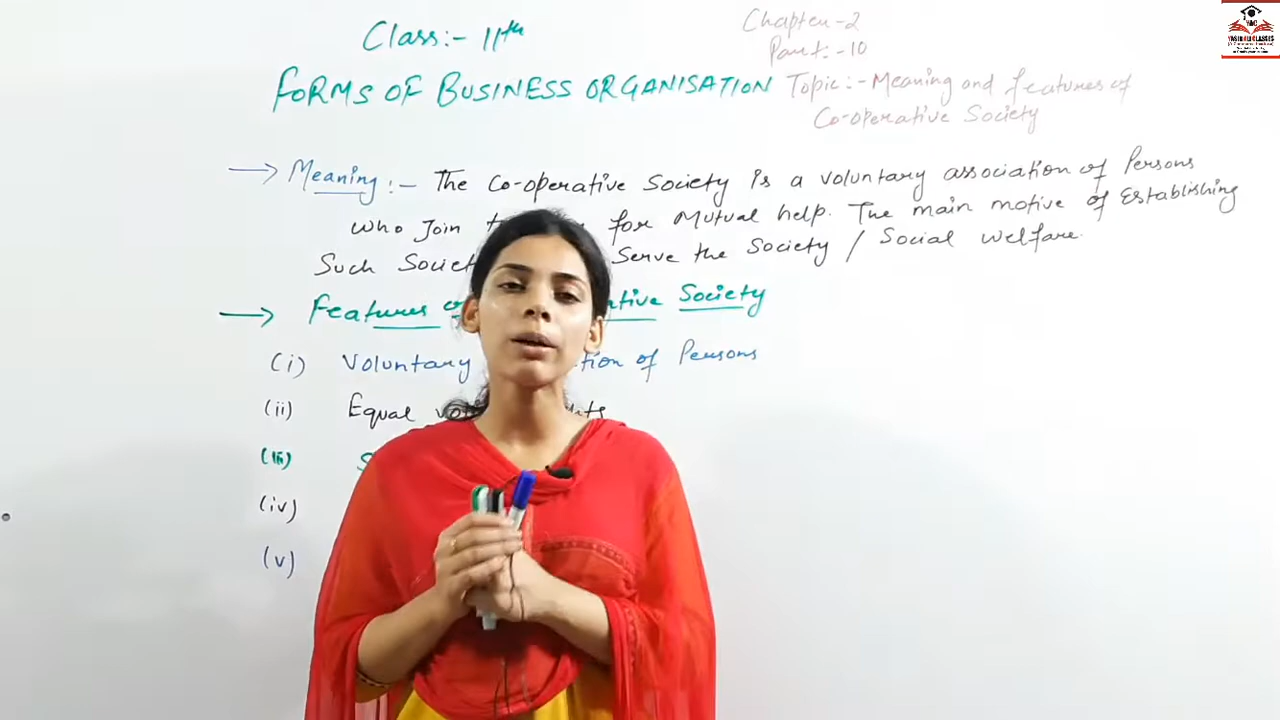 Class:- 11th
Chapter-2
Part:-10
FORMS OF BUSINESS ORGANISATION
Topic:- Meaning and features of
Co-operative Society
→ Meaning:- The Co-operative Society is a voluntary association of Persons
who Join for Mutual help. The main motive of Establishing
Such Serve the Society / Social welfare.
→ Features Society
(i) Voluntary of Persons
(ii) Equal
(iii)
(iv)
(v)